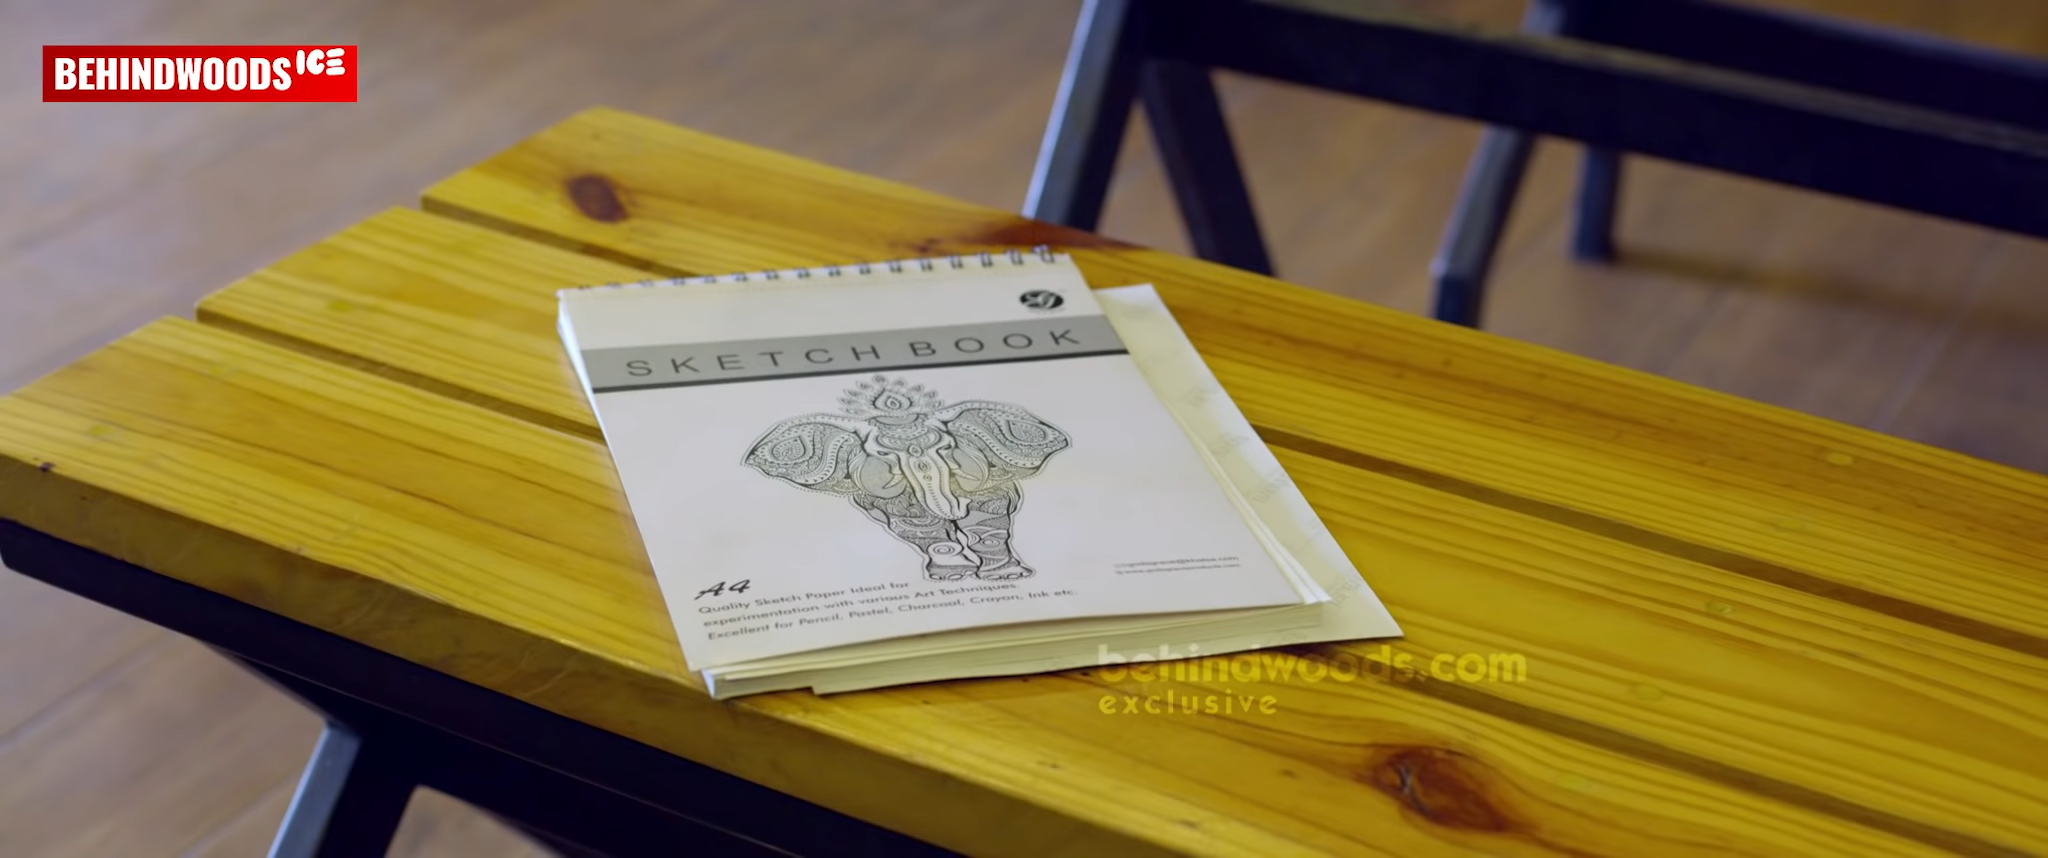 BEHINDWOODS ICE
SKETCH BOOK
A4
Quality Sketch Paper Ideal for
experimentation with various Art Techniques.
Excellent for Pencil, Pastel, Charcoal, Crayon, Ink etc.
behindwoods.com
exclusive